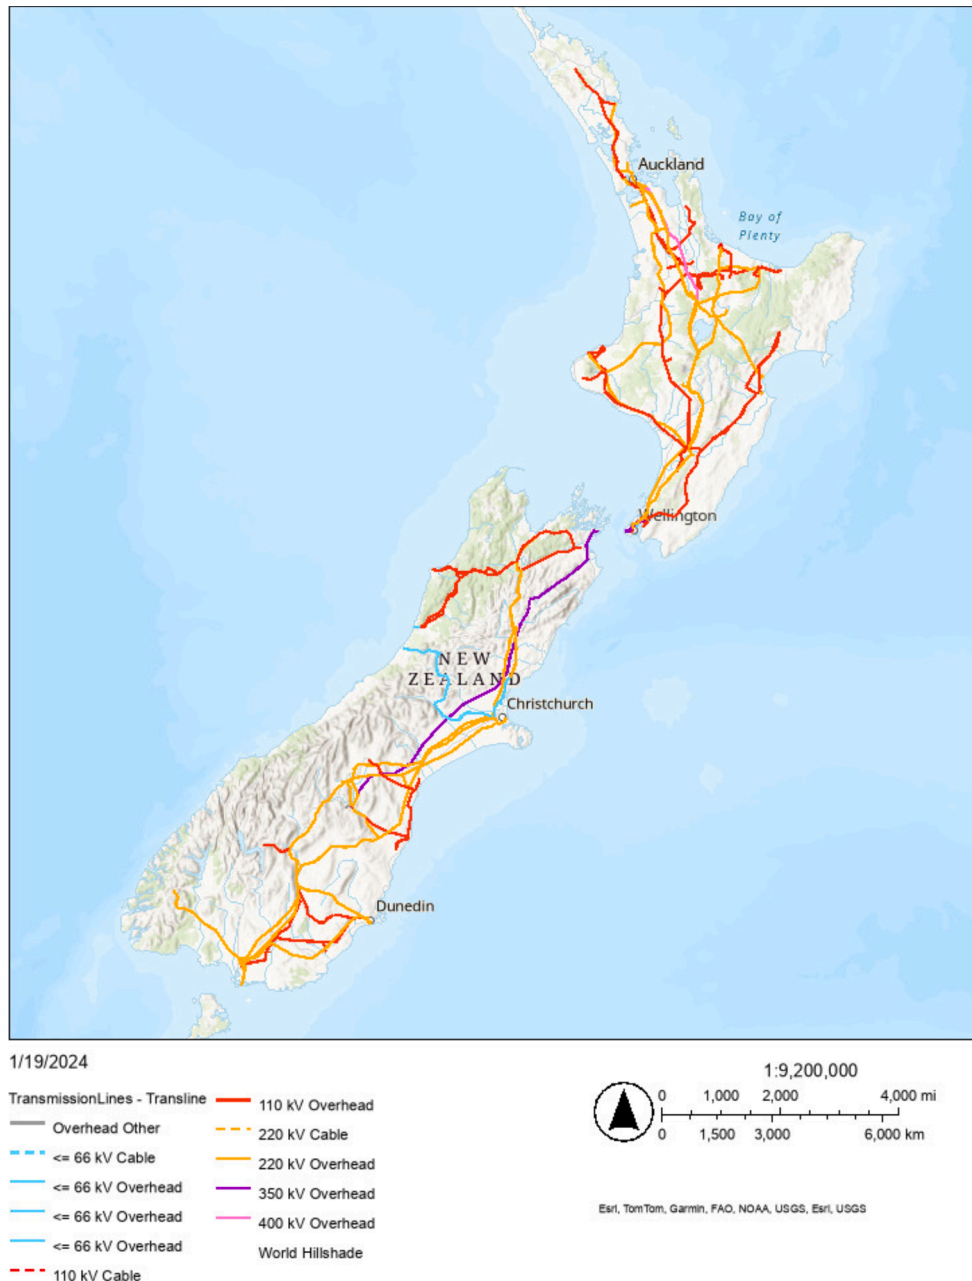 Auckland
Bay of
Plenty
Wellington
NEW
ZEALAND
Christchurch
Dunedin
1/19/2024
TransmissionLines - Transline
Overhead Other
<= 66 kV Cable
<= 66 kV Overhead
<= 66 kV Overhead
<= 66 kV Overhead
110 kV Cable
110 kV Overhead
220 kV Cable
220 kV Overhead
350 kV Overhead
400 kV Overhead
World Hillshade
1:9,200,000
0 1,000 2,000 4,000 mi
0 1,500 3,000 6,000 km
Esri, TomTom, Garmin, FAO, NOAA, USGS, Esri, USGS